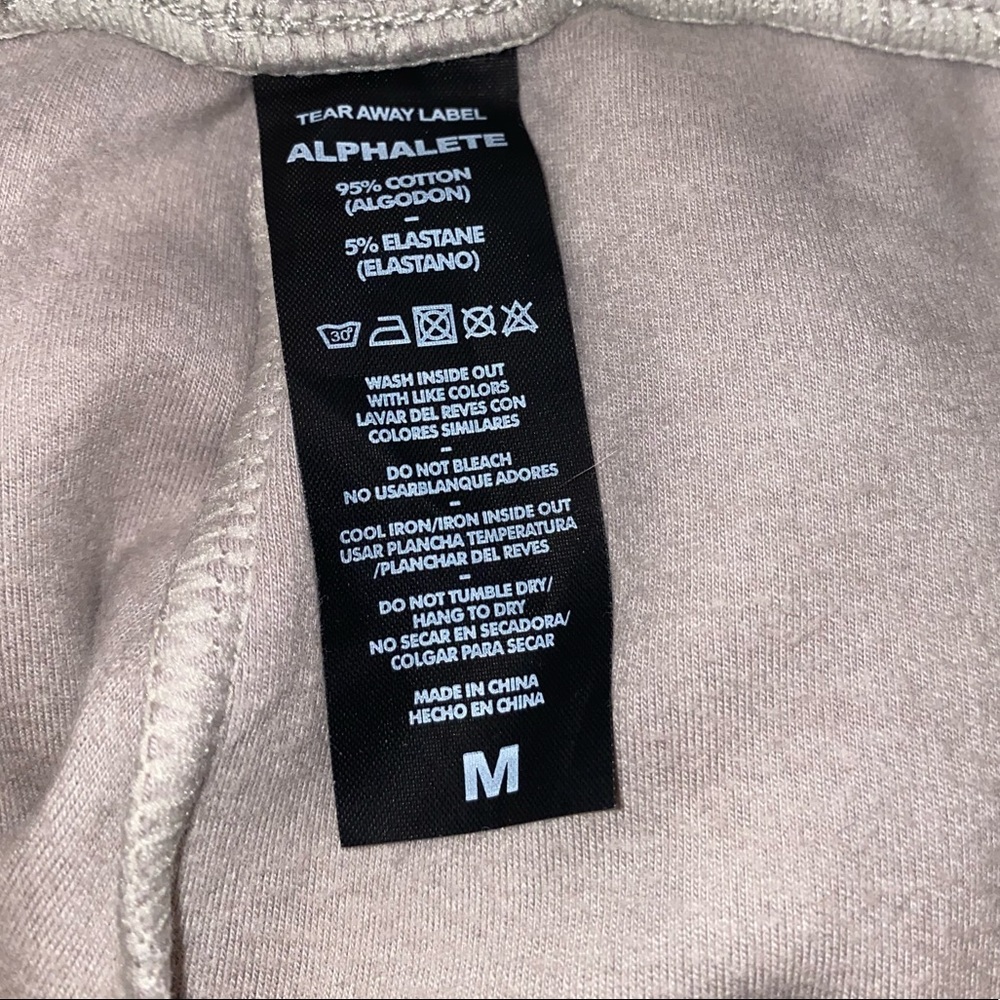 TEAR AWAY LABEL
ALPHALETE
95% COTTON
(ALGODON)
–
5% ELASTANE
(ELASTANO)
30°
WASH INSIDE OUT
WITH LIKE COLORS
LAVAR DEL REVES CON
COLORES SIMILARES
–
DO NOT BLEACH
NO USARBLANQUE ADORES
–
COOL IRON/IRON INSIDE OUT
USAR PLANCHA TEMPERATURA
/PLANCHAR DEL REVES
–
DO NOT TUMBLE DRY/
HANG TO DRY
NO SECAR EN SECADORA/
COLGAR PARA SECAR
MADE IN CHINA
HECHO EN CHINA
M